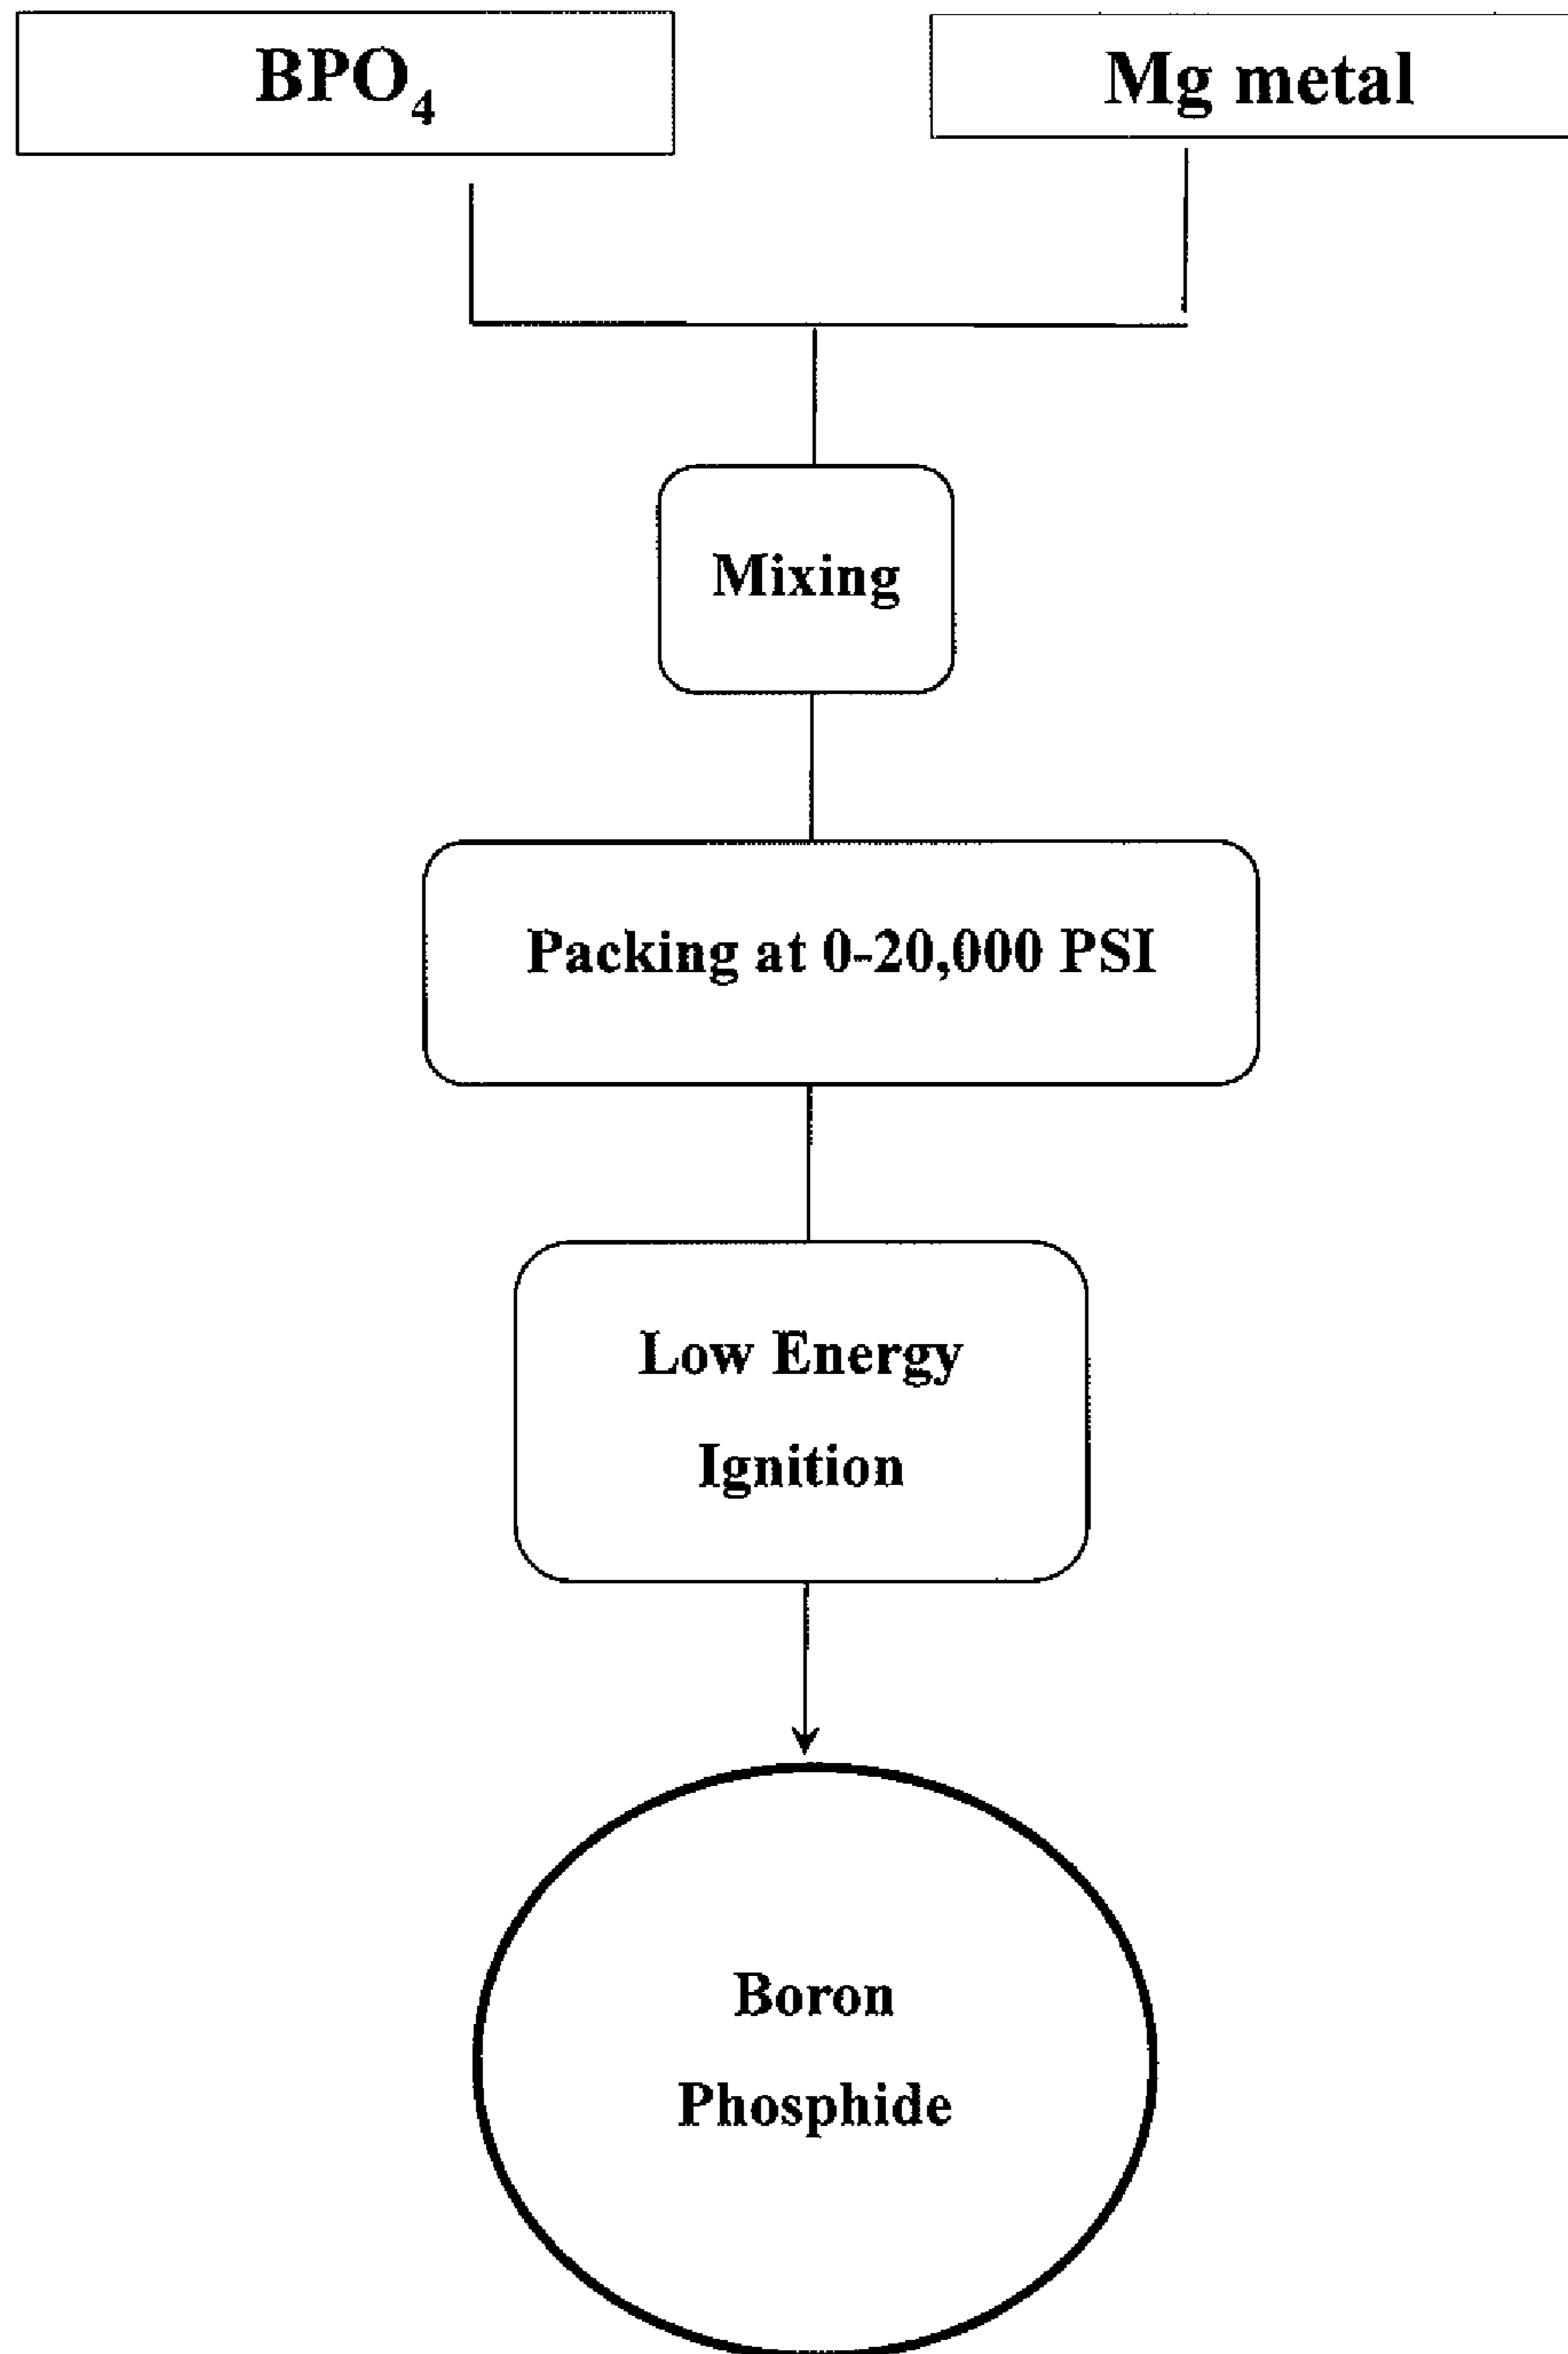 BPO₄
Mg metal
Mixing
Packing at 0-20,000 PSI
Low Energy
Ignition
Boron
Phosphide